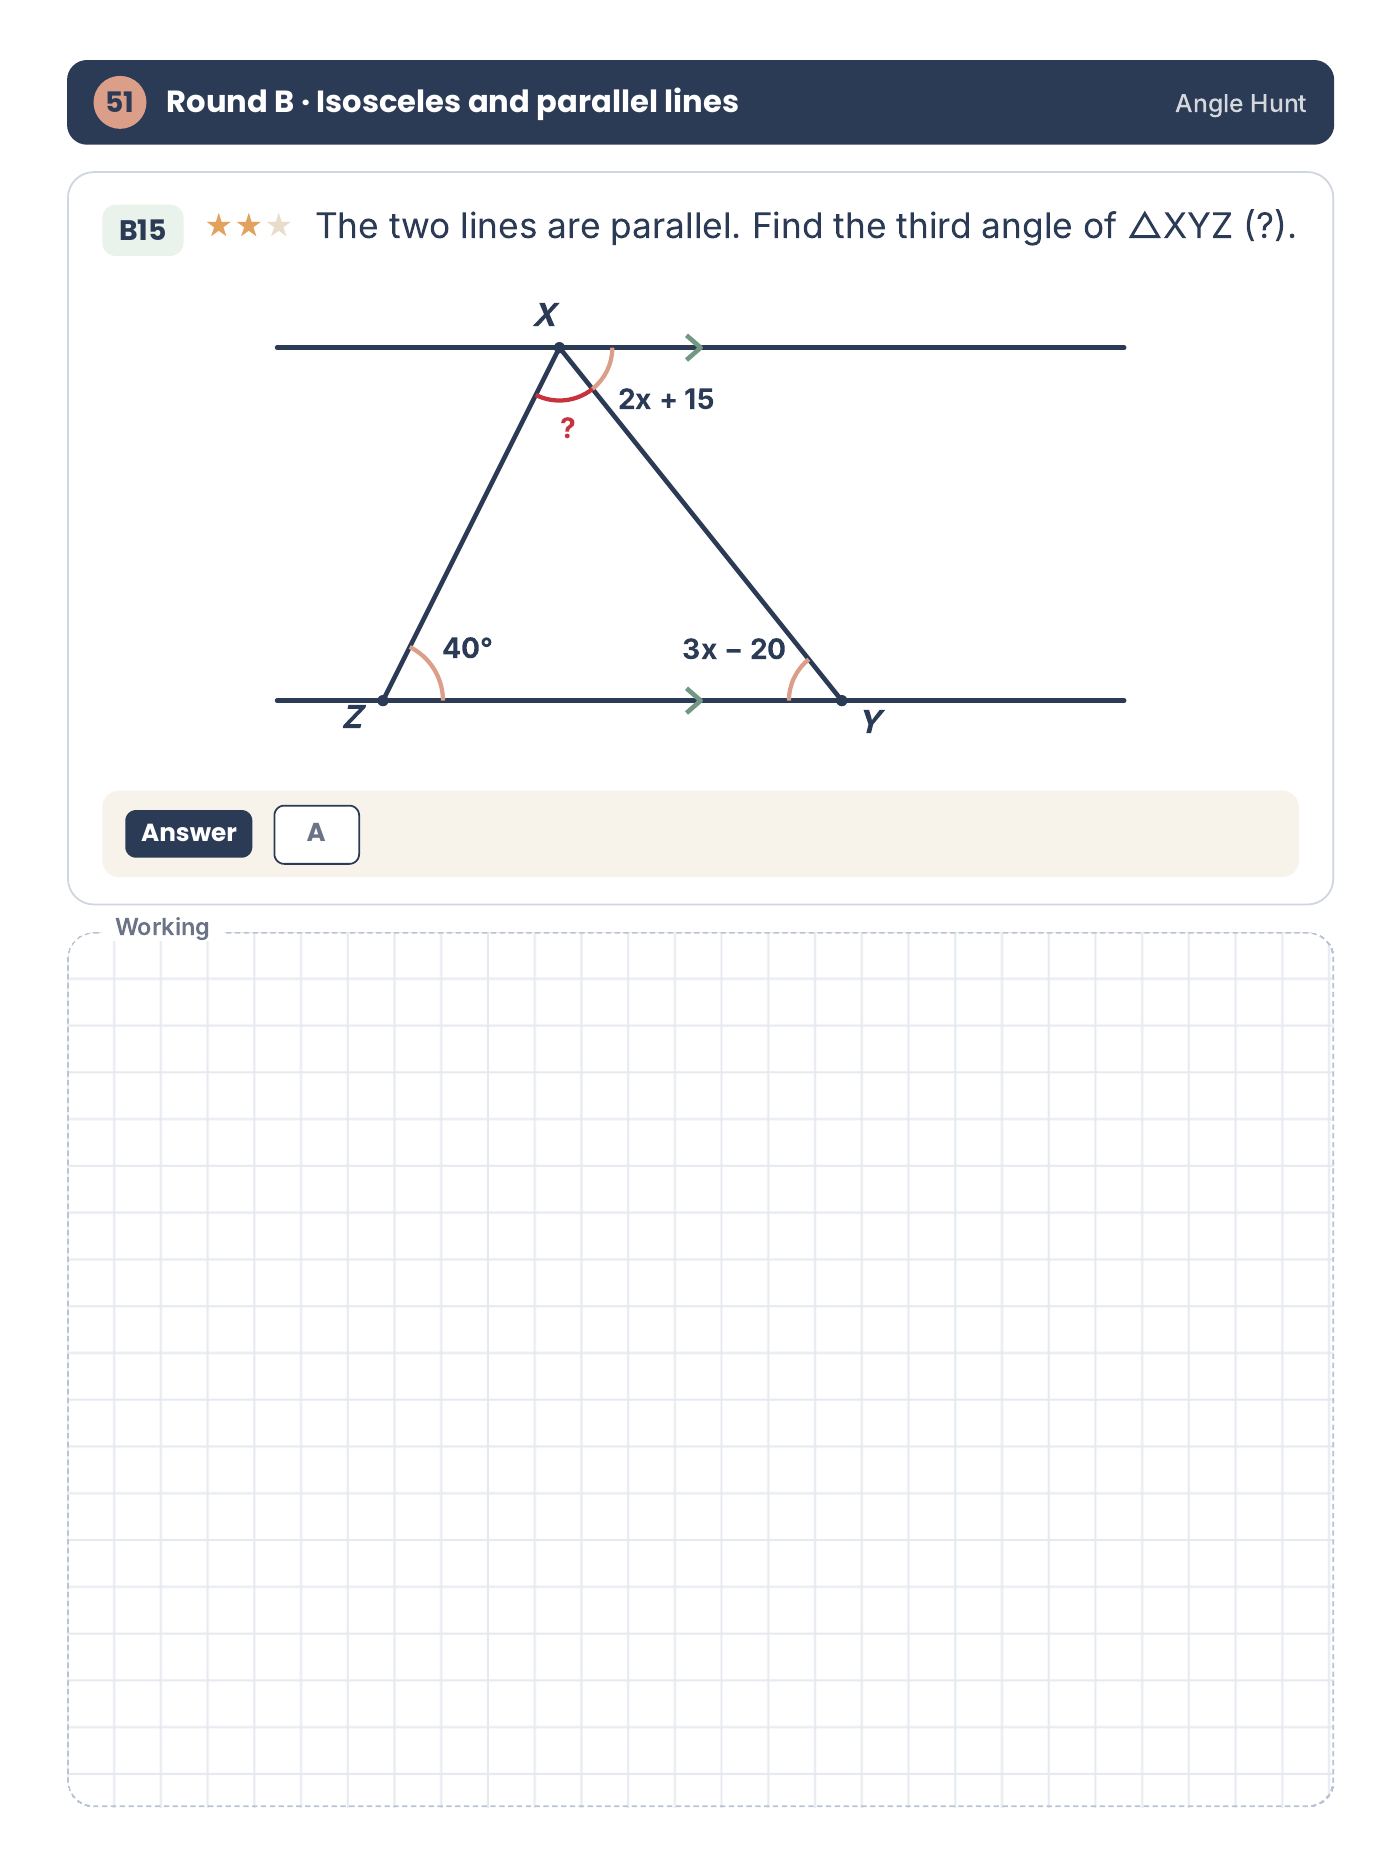 51 Round B · Isosceles and parallel lines Angle Hunt
B15 ★★★ The two lines are parallel. Find the third angle of △XYZ (?).
X
2x + 15
?
40°
3x − 20
Z
Y
Answer A
Working